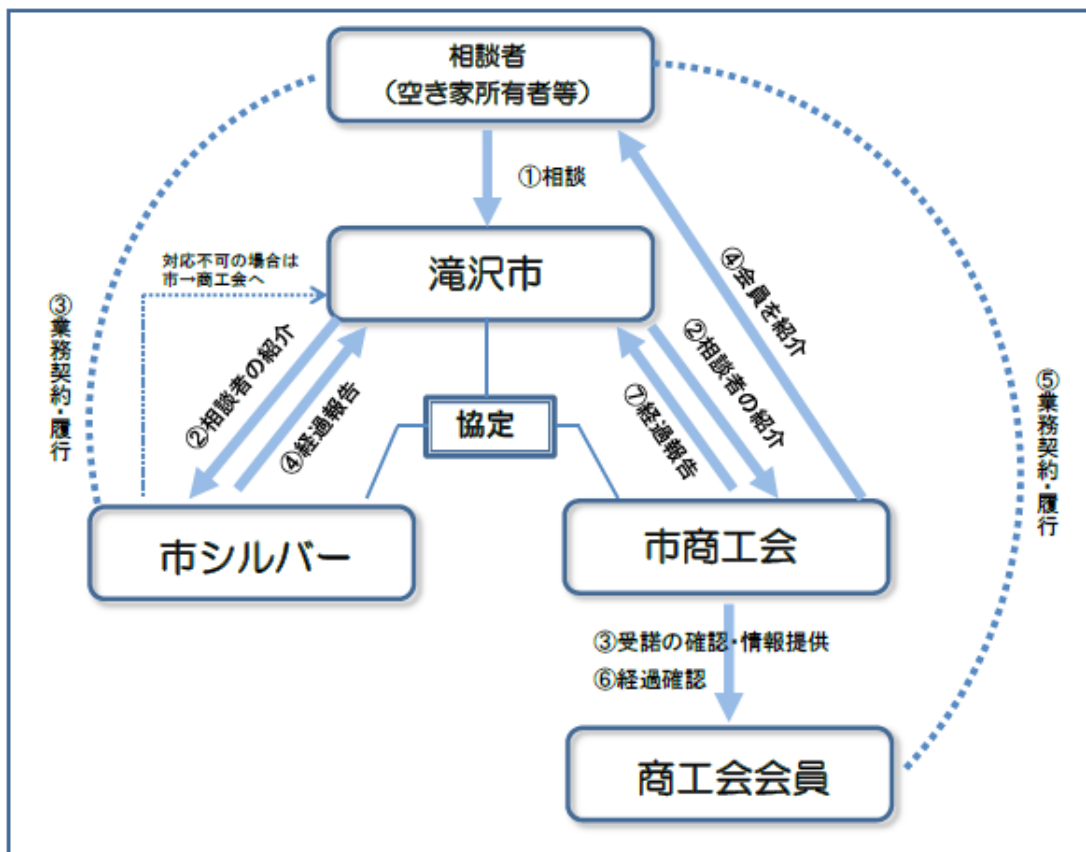 相談者
（空き家所有者等）
①相談
滝沢市
対応不可の場合は
市→商工会へ
④会員を紹介
③業務契約・履行
②相談者の紹介
④経過報告
協定
⑦経過報告
②相談者の紹介
⑤業務契約・履行
市シルバー
市商工会
③受諾の確認・情報提供
⑥経過確認
商工会会員